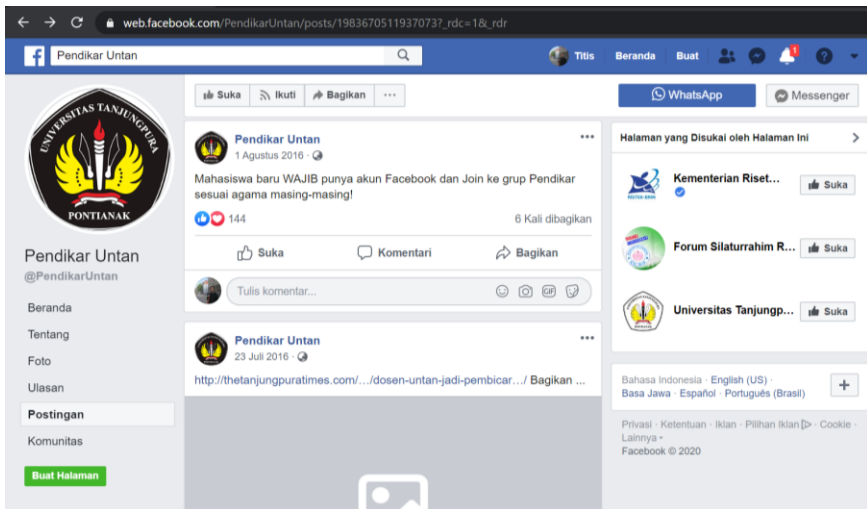 web.facebook.com/PendikarUntan/posts/1983670511937073?_rdc=1&_rdr
Pendikar Untan
Titis
Beranda
Buat
1
UNIVERSITAS TANJUNGPURA
PONTIANAK
Pendikar Untan
@PendikarUntan
Beranda
Tentang
Foto
Ulasan
Postingan
Komunitas
Buat Halaman
Suka
Ikuti
Bagikan
Pendikar Untan
1 Agustus 2016 ·
Mahasiswa baru WAJIB punya akun Facebook dan Join ke grup Pendikar
sesuai agama masing-masing!
144
6 Kali dibagikan
Suka
Komentari
Bagikan
Tulis komentar...
GIF
Pendikar Untan
23 Juli 2016 ·
http://thetanjungpuratimes.com/.../dosen-untan-jadi-pembicar.../ Bagikan ...
WhatsApp
Messenger
Halaman yang Disukai oleh Halaman Ini
Kementerian Riset...
Suka
Forum Silaturrahim R...
Suka
Universitas Tanjungp...
Suka
Bahasa Indonesia · English (US) ·
Basa Jawa · Español · Português (Brasil)
Privasi · Ketentuan · Iklan · Pilihan Iklan · Cookie ·
Lainnya
Facebook © 2020